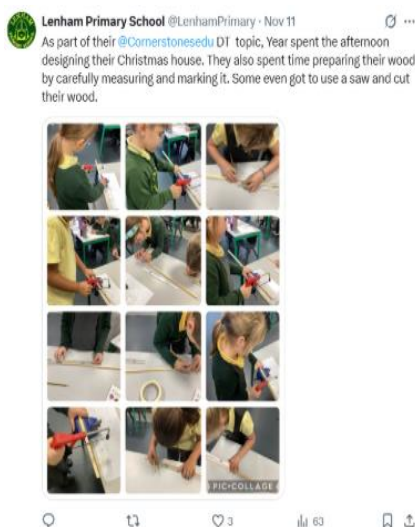 Lenham Primary School @LenhamPrimary · Nov 11
As part of their @Cornerstonesedu DT topic, Year spent the afternoon
designing their Christmas house. They also spent time preparing their wood
by carefully measuring and marking it. Some even got to use a saw and cut
their wood.
PIC•COLLAGE
3
63